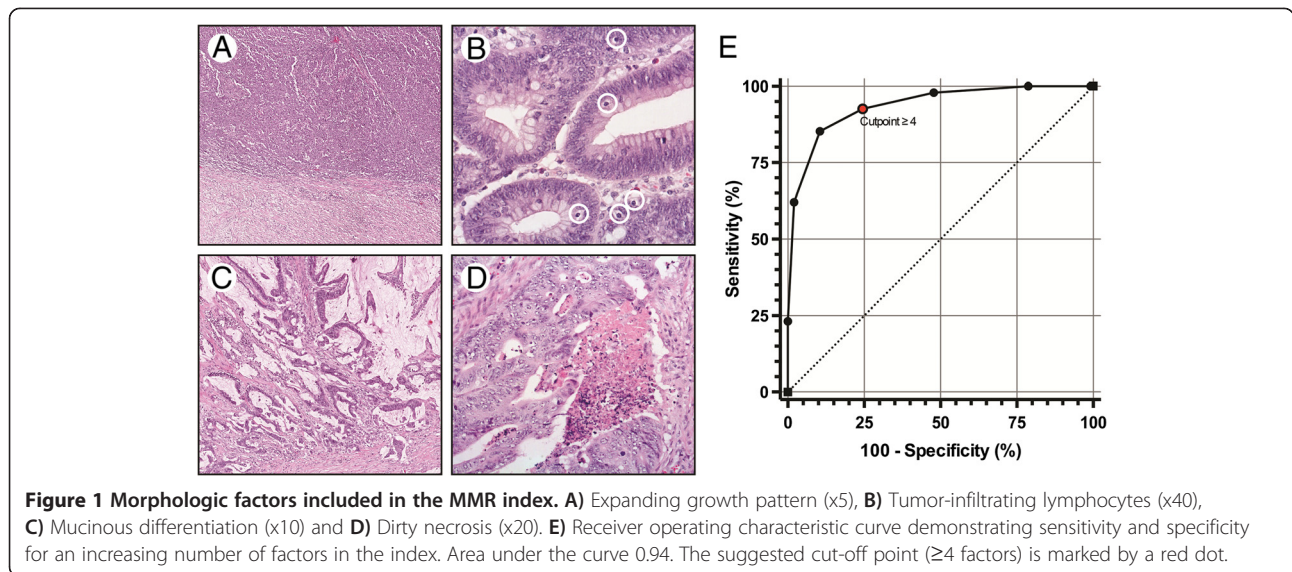 A
B
C
D
E
100
75
50
25
0
Sensitivity (%)
Cutpoint ≥ 4
0 25 50 75 100
100 - Specificity (%)
Figure 1 Morphologic factors included in the MMR index. A) Expanding growth pattern (x5), B) Tumor-infiltrating lymphocytes (x40),
C) Mucinous differentiation (x10) and D) Dirty necrosis (x20). E) Receiver operating characteristic curve demonstrating sensitivity and specificity
for an increasing number of factors in the index. Area under the curve 0.94. The suggested cut-off point (≥4 factors) is marked by a red dot.